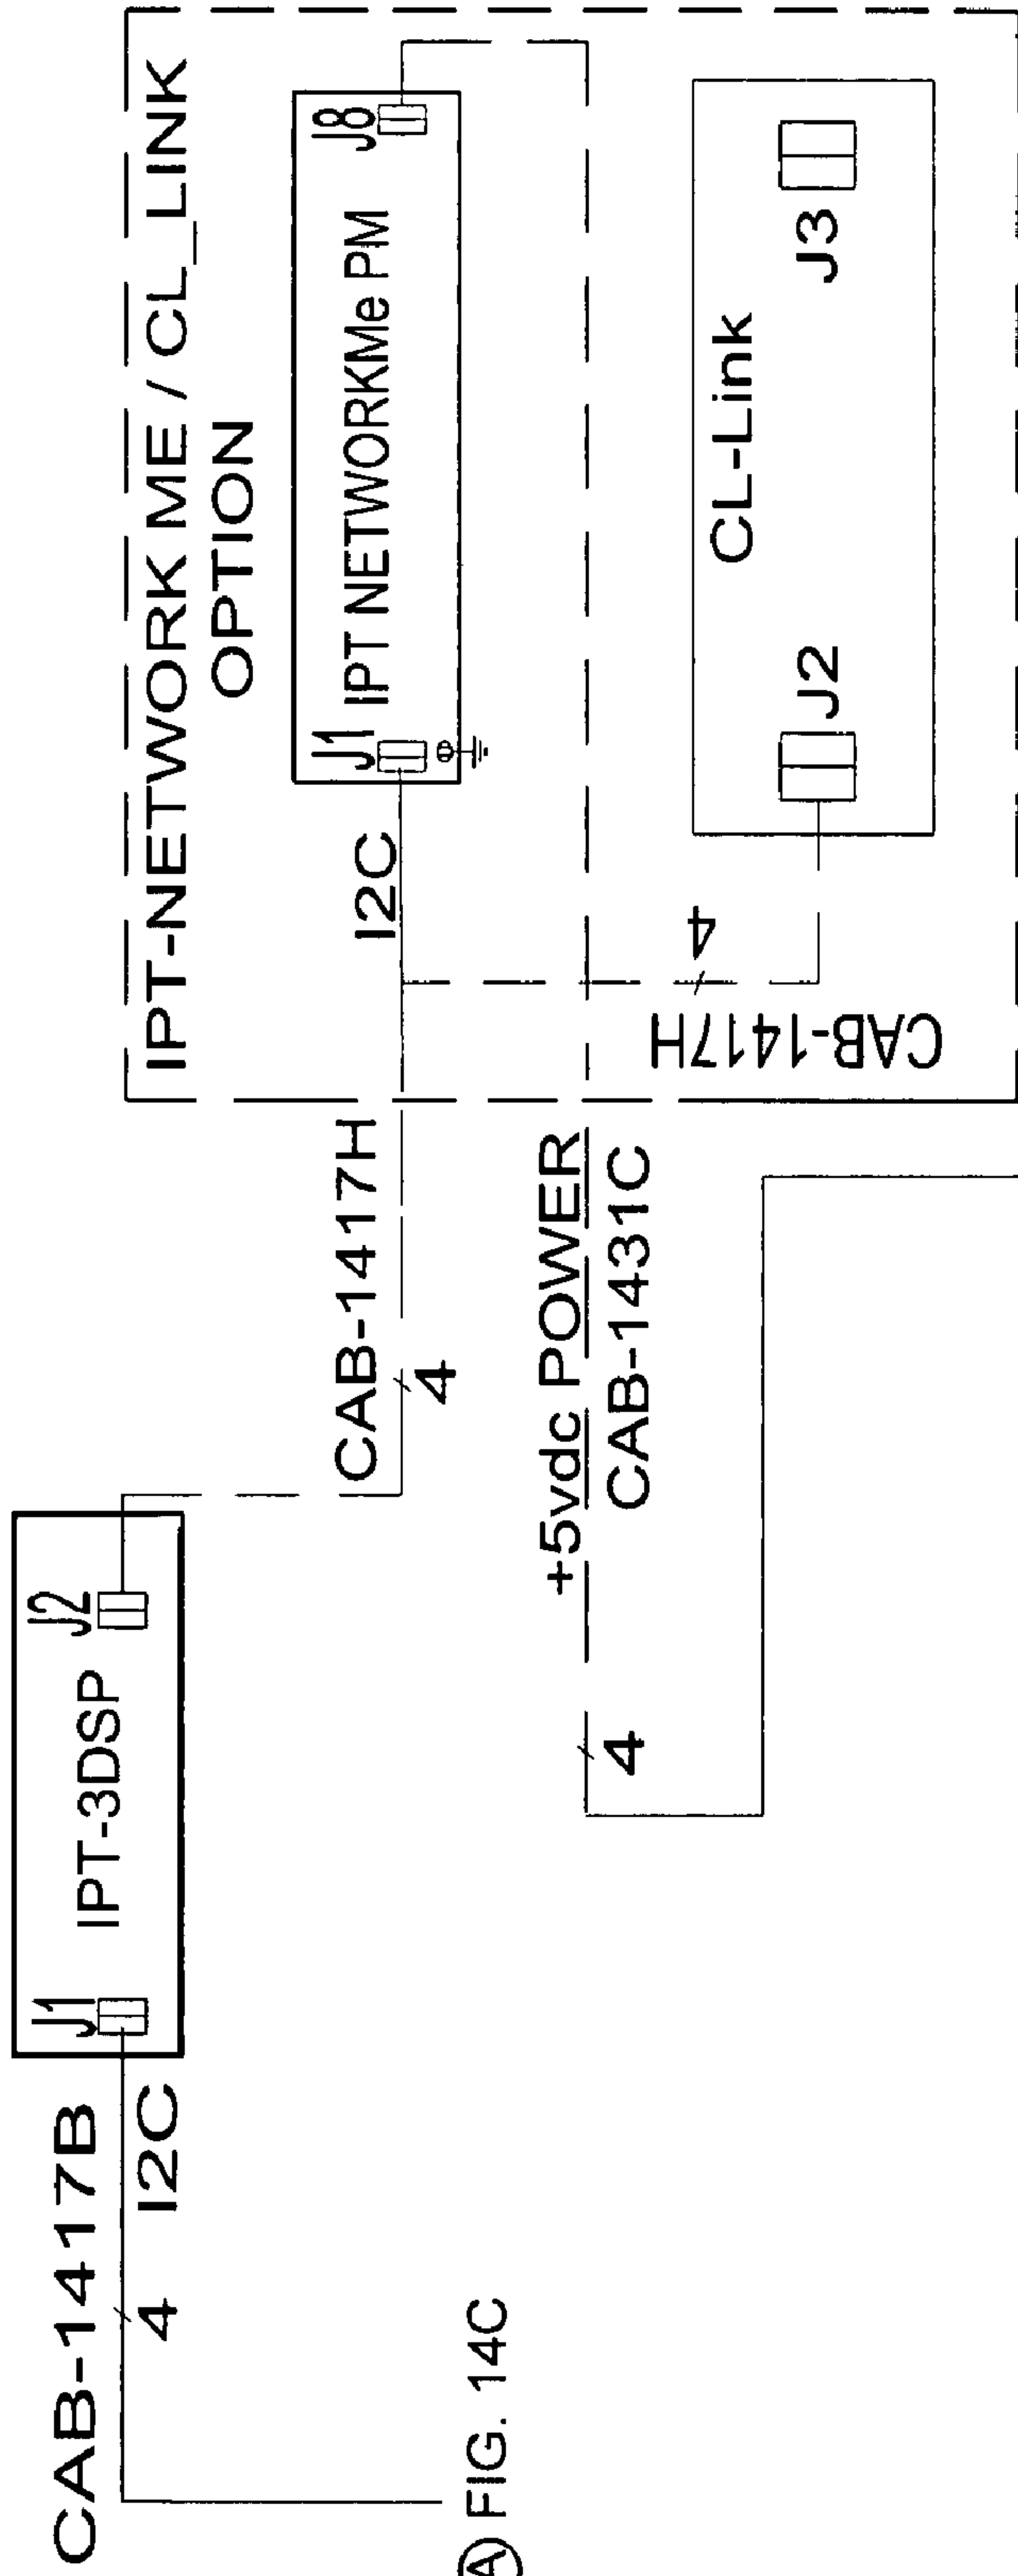 CAB-1417B
4
I2C
J1
IPT-3DSP
J2
CAB-1417H
4
I2C
IPT-NETWORK ME / CL_LINK
OPTION
J1
IPT NETWORKMe PM
J8
+5vdc POWER
CAB-1431C
4
CAB-1417H
4
CL-Link
J2
J3
A FIG. 14C